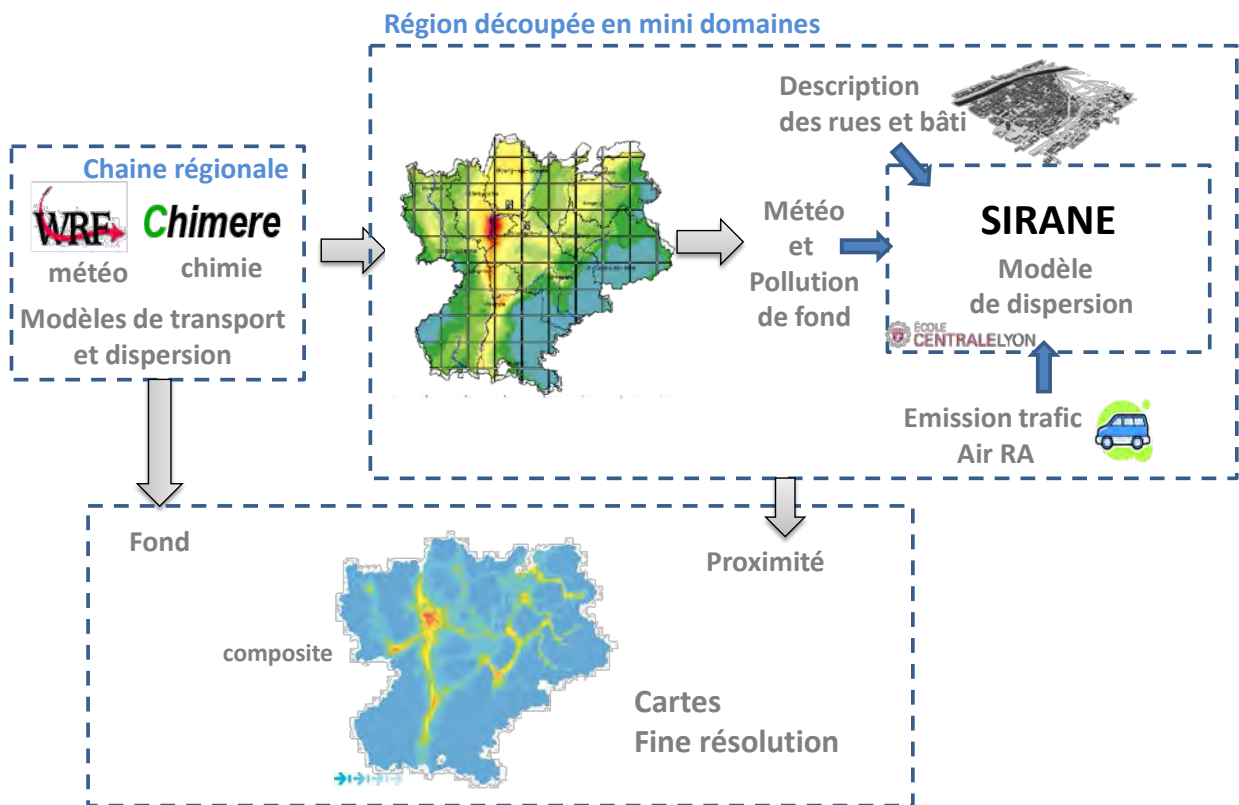 Région découpée en mini domaines
Description
des rues et bâti
Chaine régionale
WRF
Chimere
météo
chimie
Modèles de transport
et dispersion
Météo
et
Pollution
de fond
SIRANE
Modèle
de dispersion
ÉCOLE
CENTRALELYON
Emission trafic
Air RA
Fond
Proximité
composite
Cartes
Fine résolution